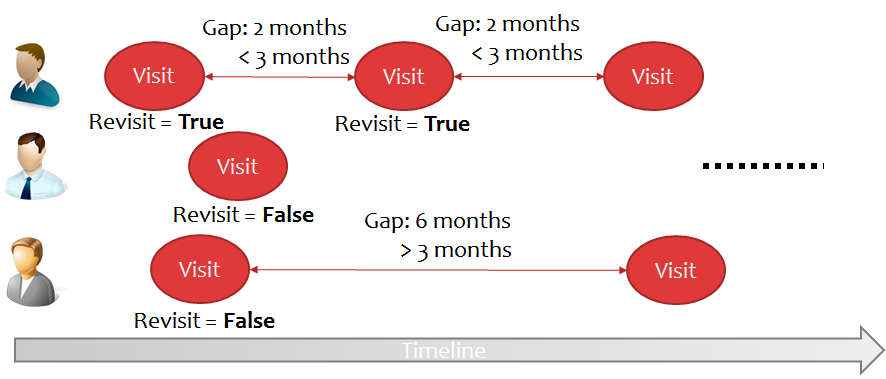 Gap: 2 months
< 3 months
Gap: 2 months
< 3 months
Visit
Visit
Visit
Revisit = True
Revisit = True
Visit
Revisit = False
Gap: 6 months
> 3 months
Visit
Visit
Revisit = False
Timeline